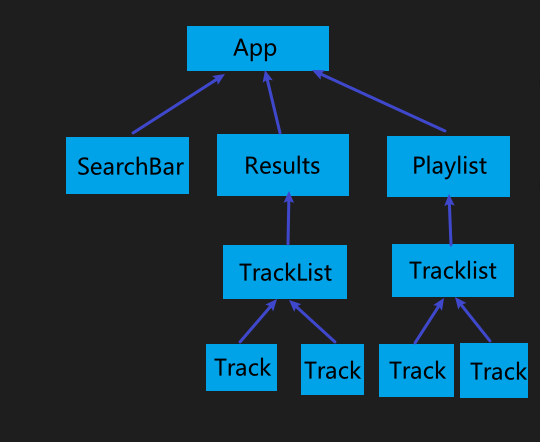 App
SearchBar
Results
Playlist
TrackList
Tracklist
Track
Track
Track
Track